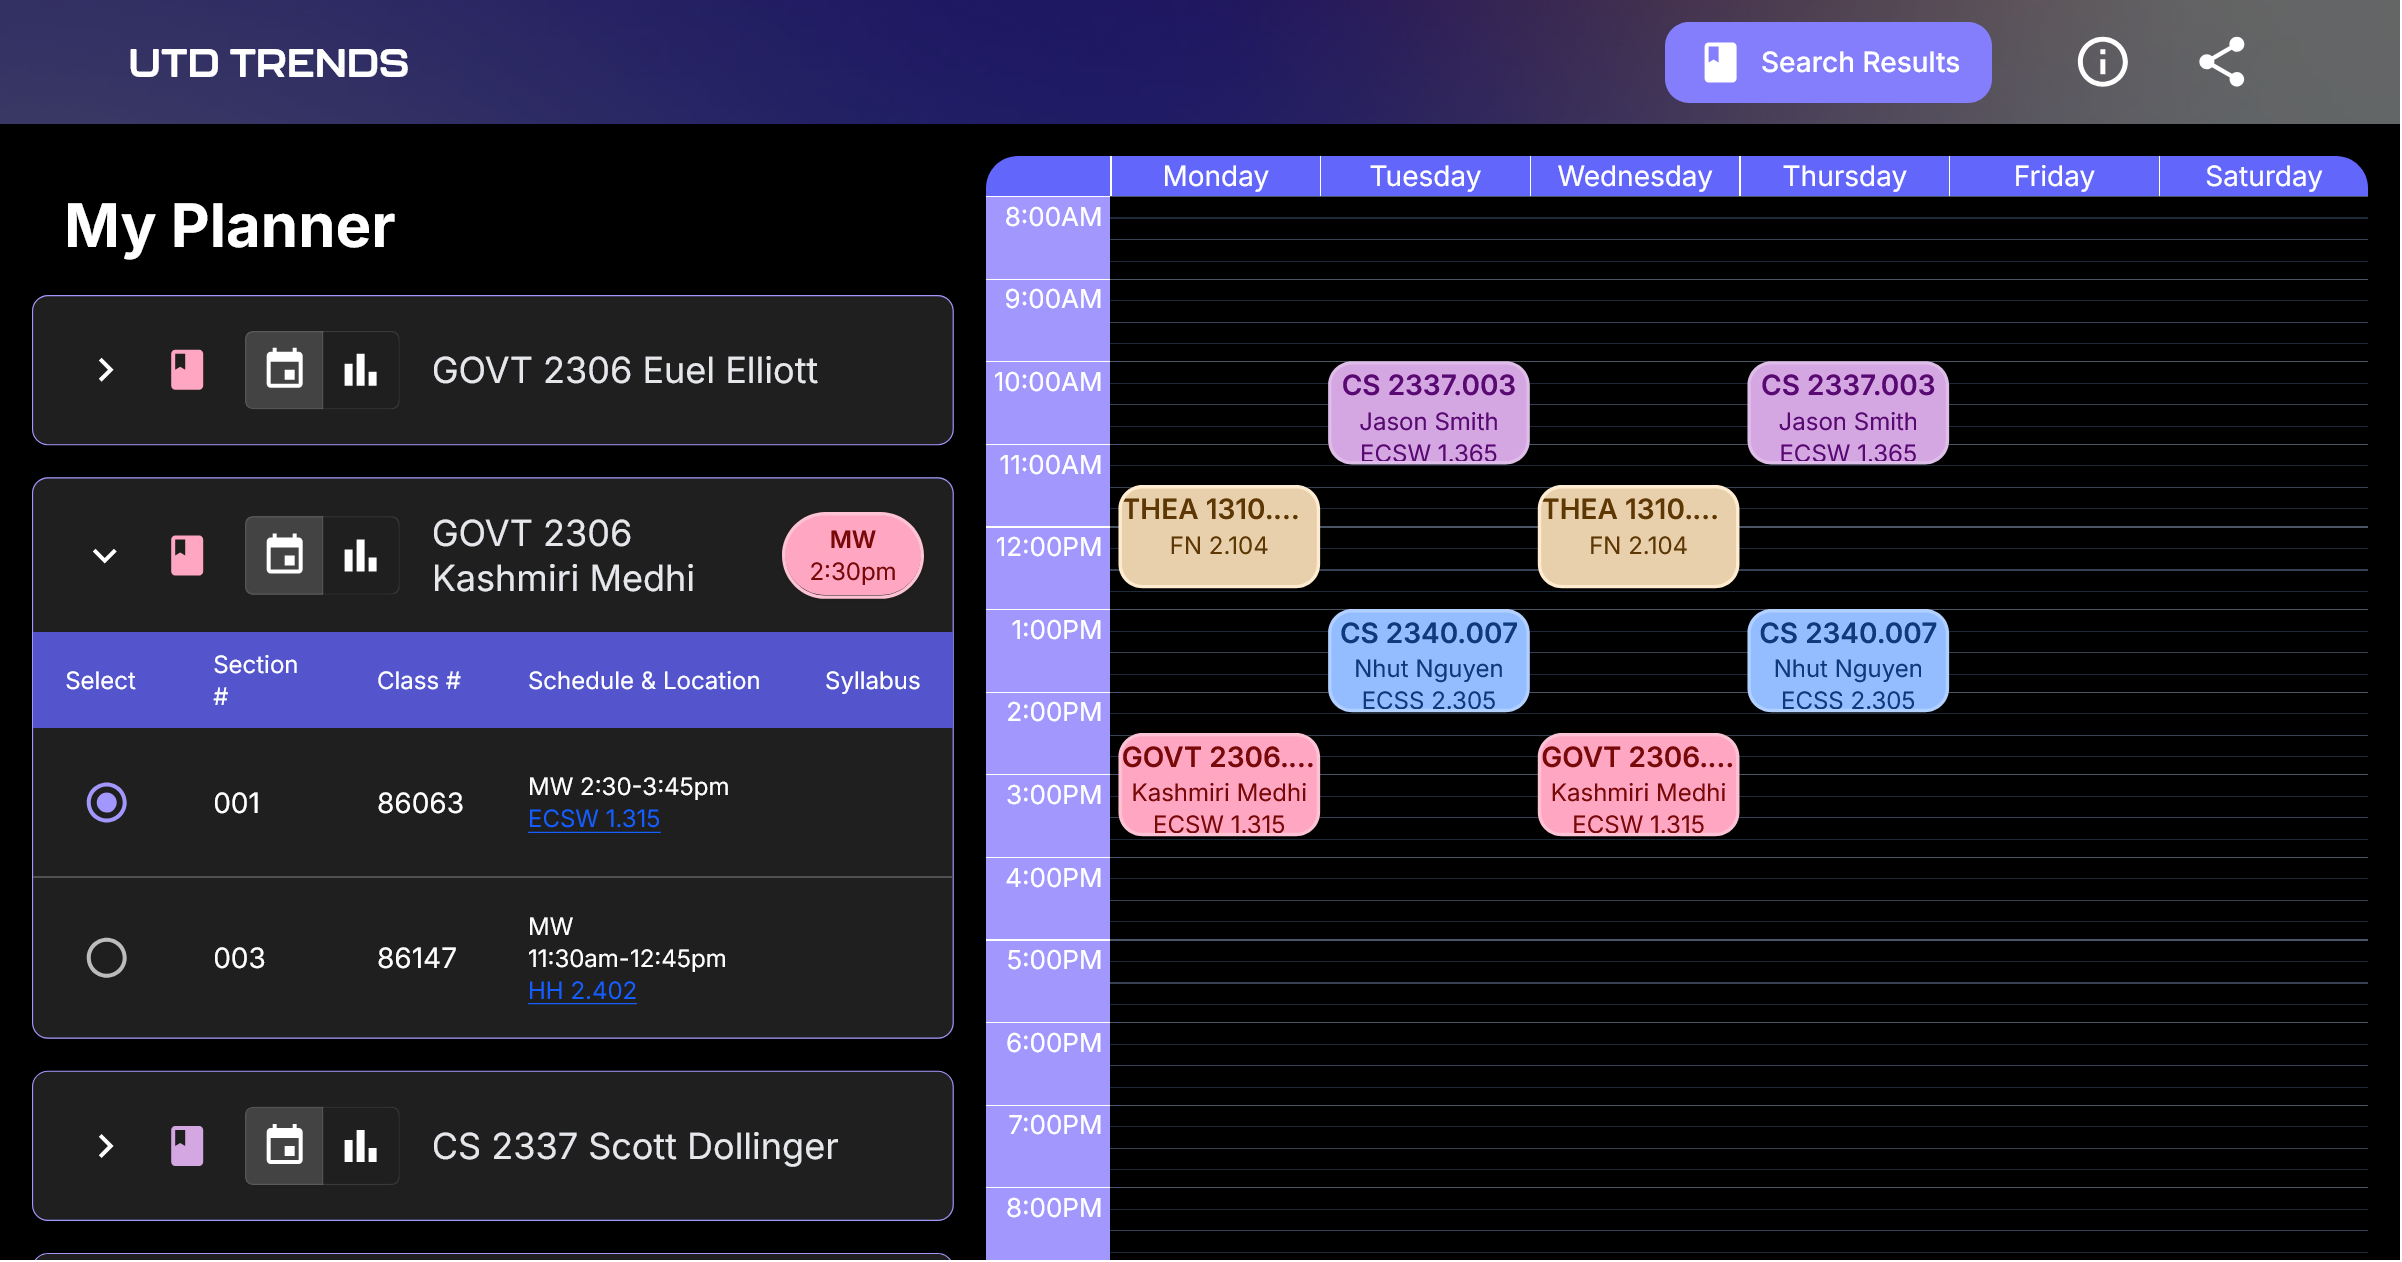 UTD TRENDS
Search Results
My Planner
GOVT 2306 Euel Elliott
GOVT 2306
Kashmiri Medhi
MW
2:30pm
Select
Section
#
Class #
Schedule & Location
Syllabus
001
86063
MW 2:30-3:45pm
ECSW 1.315
003
86147
MW
11:30am-12:45pm
HH 2.402
CS 2337 Scott Dollinger
Monday
Tuesday
Wednesday
Thursday
Friday
Saturday
8:00AM
9:00AM
10:00AM
CS 2337.003
Jason Smith
ECSW 1.365
CS 2337.003
Jason Smith
ECSW 1.365
11:00AM
THEA 1310....
FN 2.104
THEA 1310....
FN 2.104
12:00PM
1:00PM
CS 2340.007
Nhut Nguyen
ECSS 2.305
CS 2340.007
Nhut Nguyen
ECSS 2.305
2:00PM
GOVT 2306....
Kashmiri Medhi
ECSW 1.315
GOVT 2306....
Kashmiri Medhi
ECSW 1.315
3:00PM
4:00PM
5:00PM
6:00PM
7:00PM
8:00PM